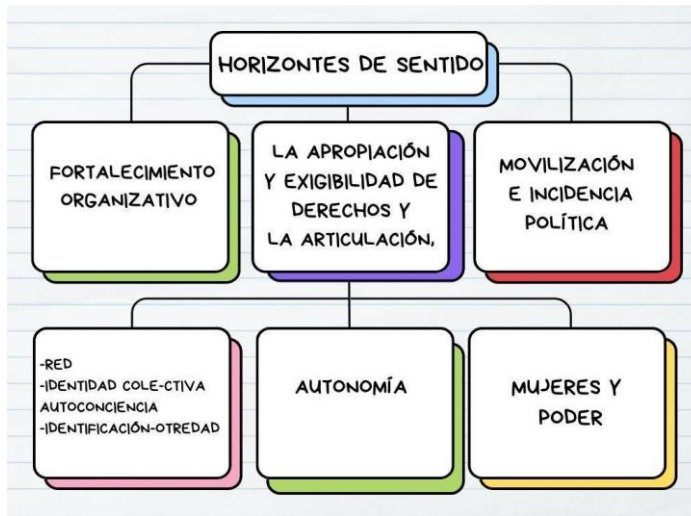 HORIZONTES DE SENTIDO
FORTALECIMIENTO
ORGANIZATIVO
LA APROPIACIÓN
Y EXIGIBILIDAD DE
DERECHOS Y
LA ARTICULACIÓN,
MOVILIZACIÓN
E INCIDENCIA
POLÍTICA
-RED
-IDENTIDAD COLE-CTIVA
AUTOCONCIENCIA
-IDENTIFICACIÓN-OTREDAD
AUTONOMÍA
MUJERES Y
PODER